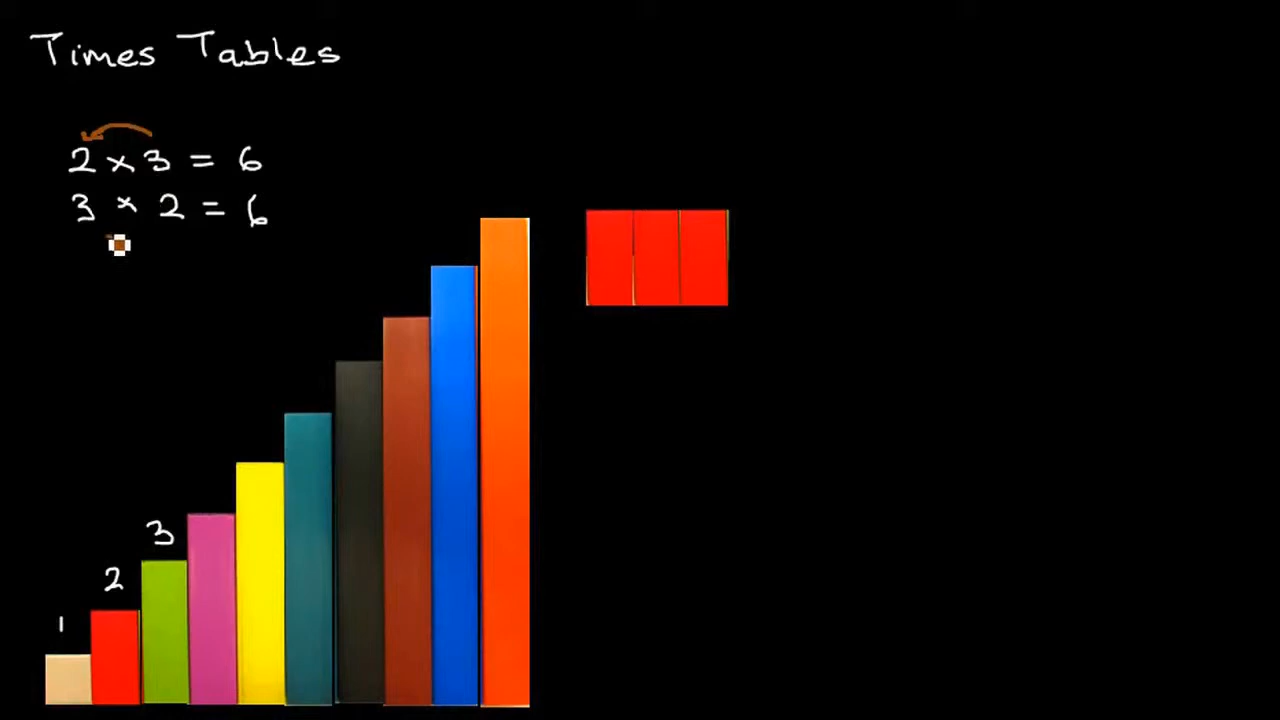 Times Tables
2 × 3 = 6
3 × 2 = 6
3
2
1